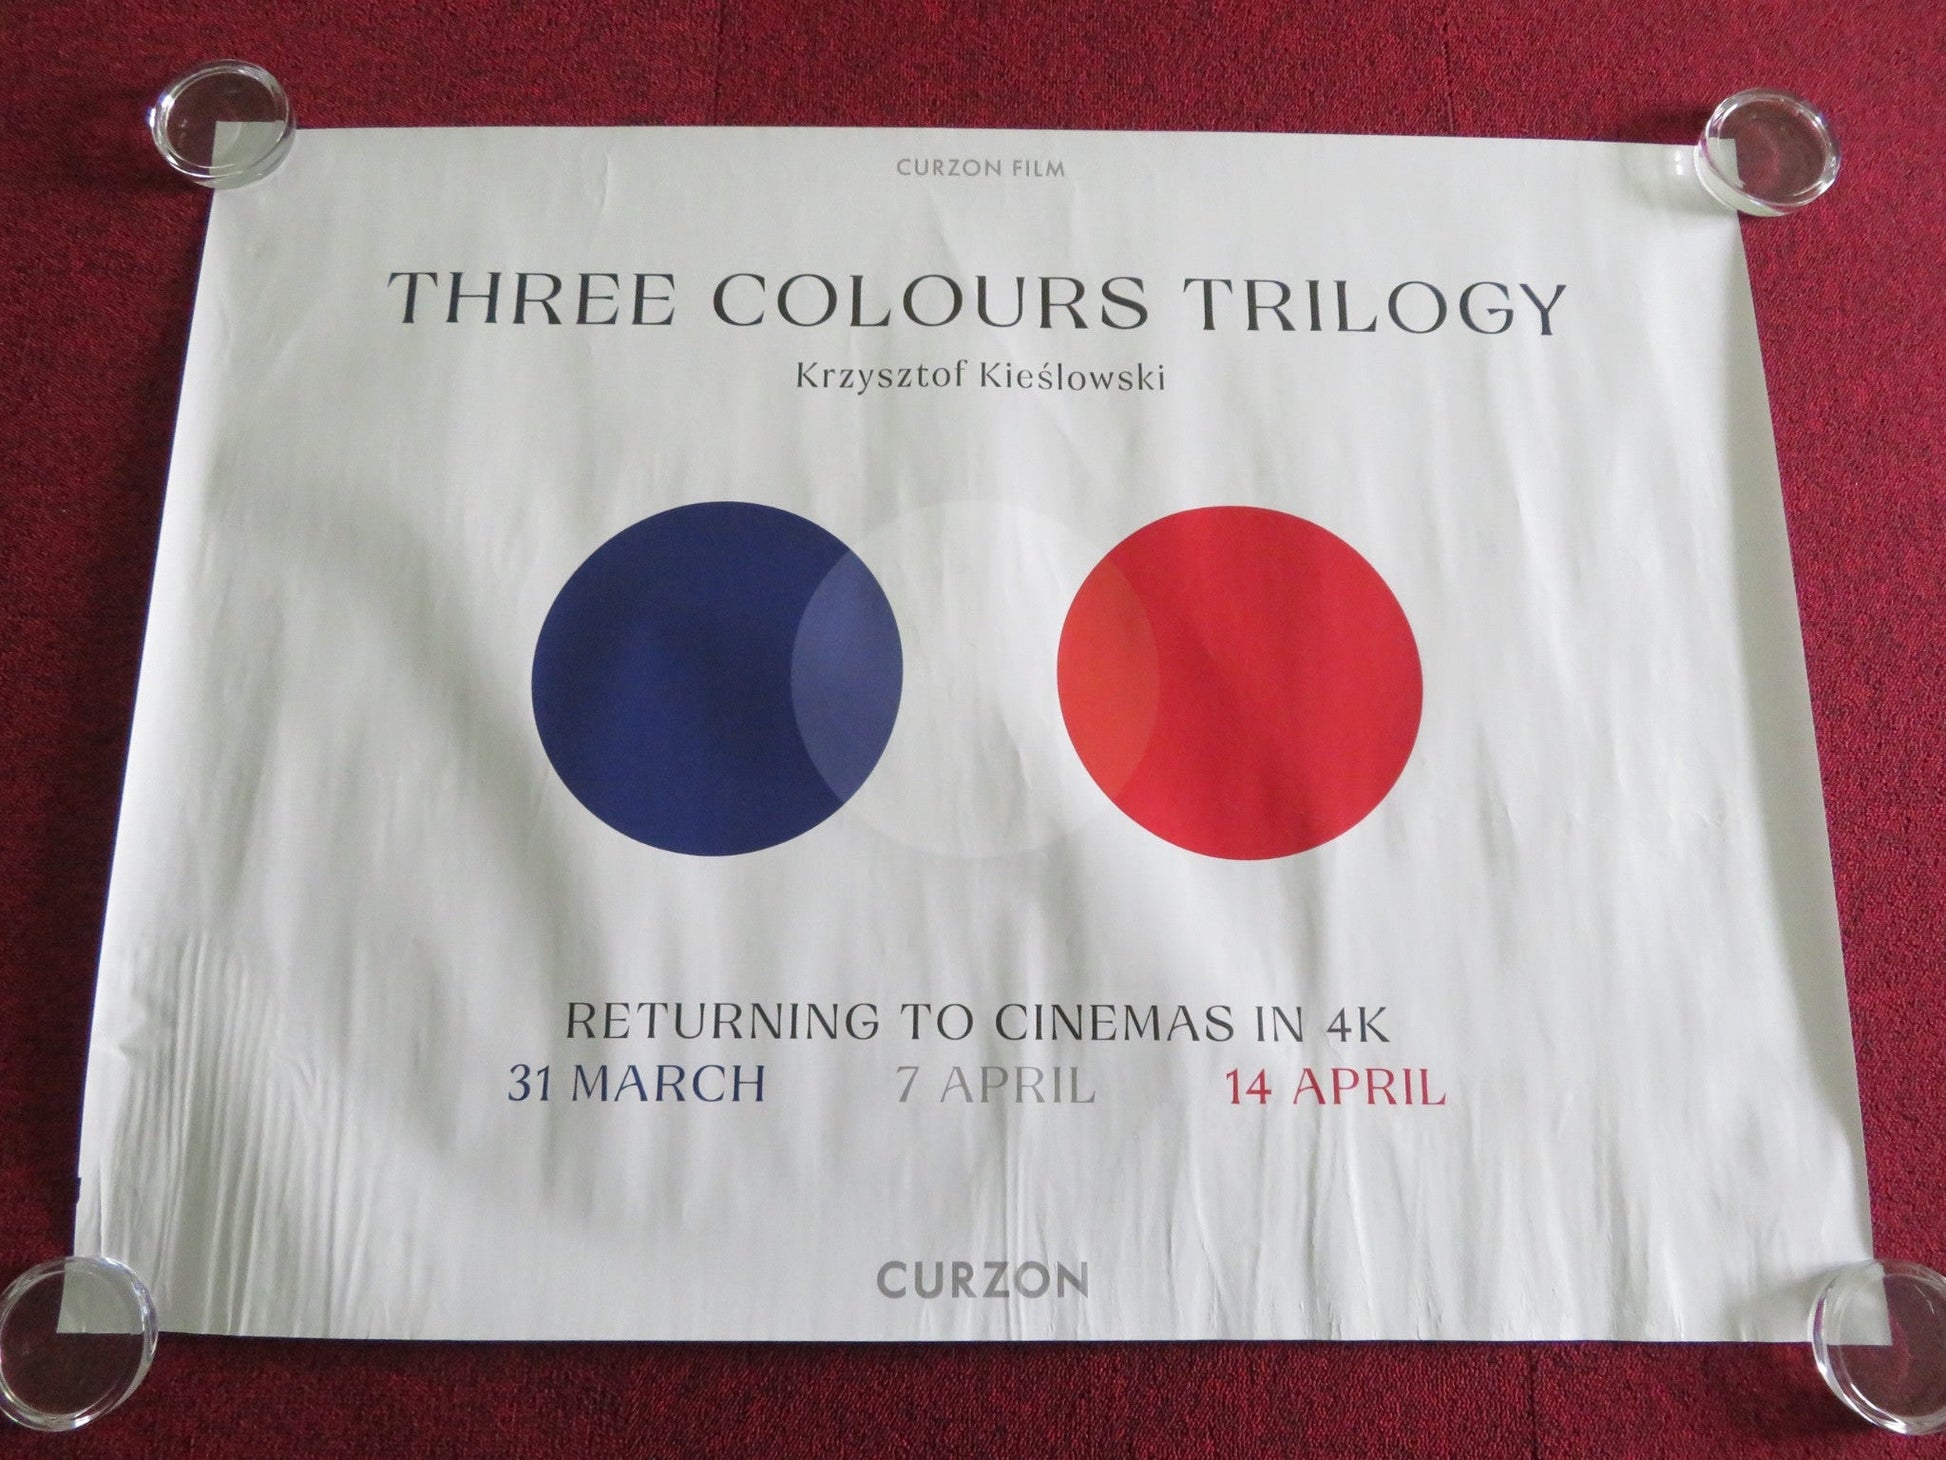 CURZON FILM
THREE COLOURS TRILOGY
Krzysztof Kieślowski
RETURNING TO CINEMAS IN 4K
31 MARCH 7 APRIL 14 APRIL
CURZON